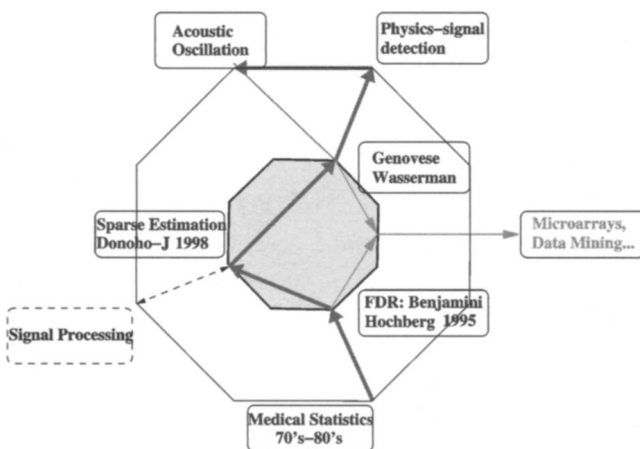 Acoustic
Oscillation
Physics–signal
detection
Genovese
Wasserman
Sparse Estimation
Donoho–J 1998
Microarrays,
Data Mining...
FDR: Benjamini
Hochberg 1995
Signal Processing
Medical Statistics
70's–80's